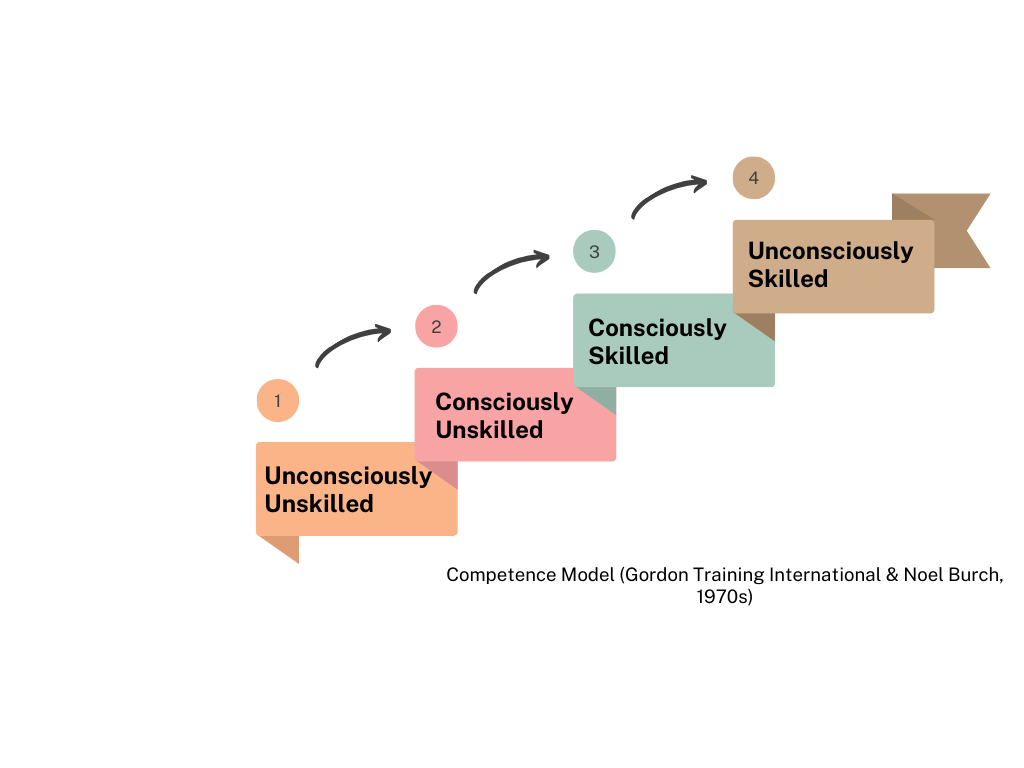 1
Unconsciously
Unskilled
2
Consciously
Unskilled
3
Consciously
Skilled
4
Unconsciously
Skilled
Competence Model (Gordon Training International & Noel Burch,
1970s)